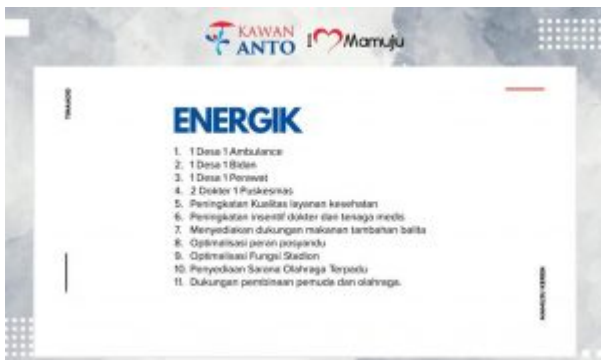 KAWAN
ANTO
I Mamuju
ENERGIK
1. 1 Desa 1 Ambulance
2. 1 Desa 1 Bidan
3. 1 Desa 1 Perawat
4. 2 Dokter 1 Puskesmas
5. Peningkatan Kualitas layanan kesehatan
6. Peningkatan insentif dokter dan tenaga medis
7. Menyediakan dukungan makanan tambahan balita
8. Optimalisasi peran posyandu
9. Optimalisasi Fungsi Stadion
10. Penyediaan Sarana Olahraga Terpadu
11. Dukungan pembinaan pemuda dan olahraga.
MAMUJU KEREN